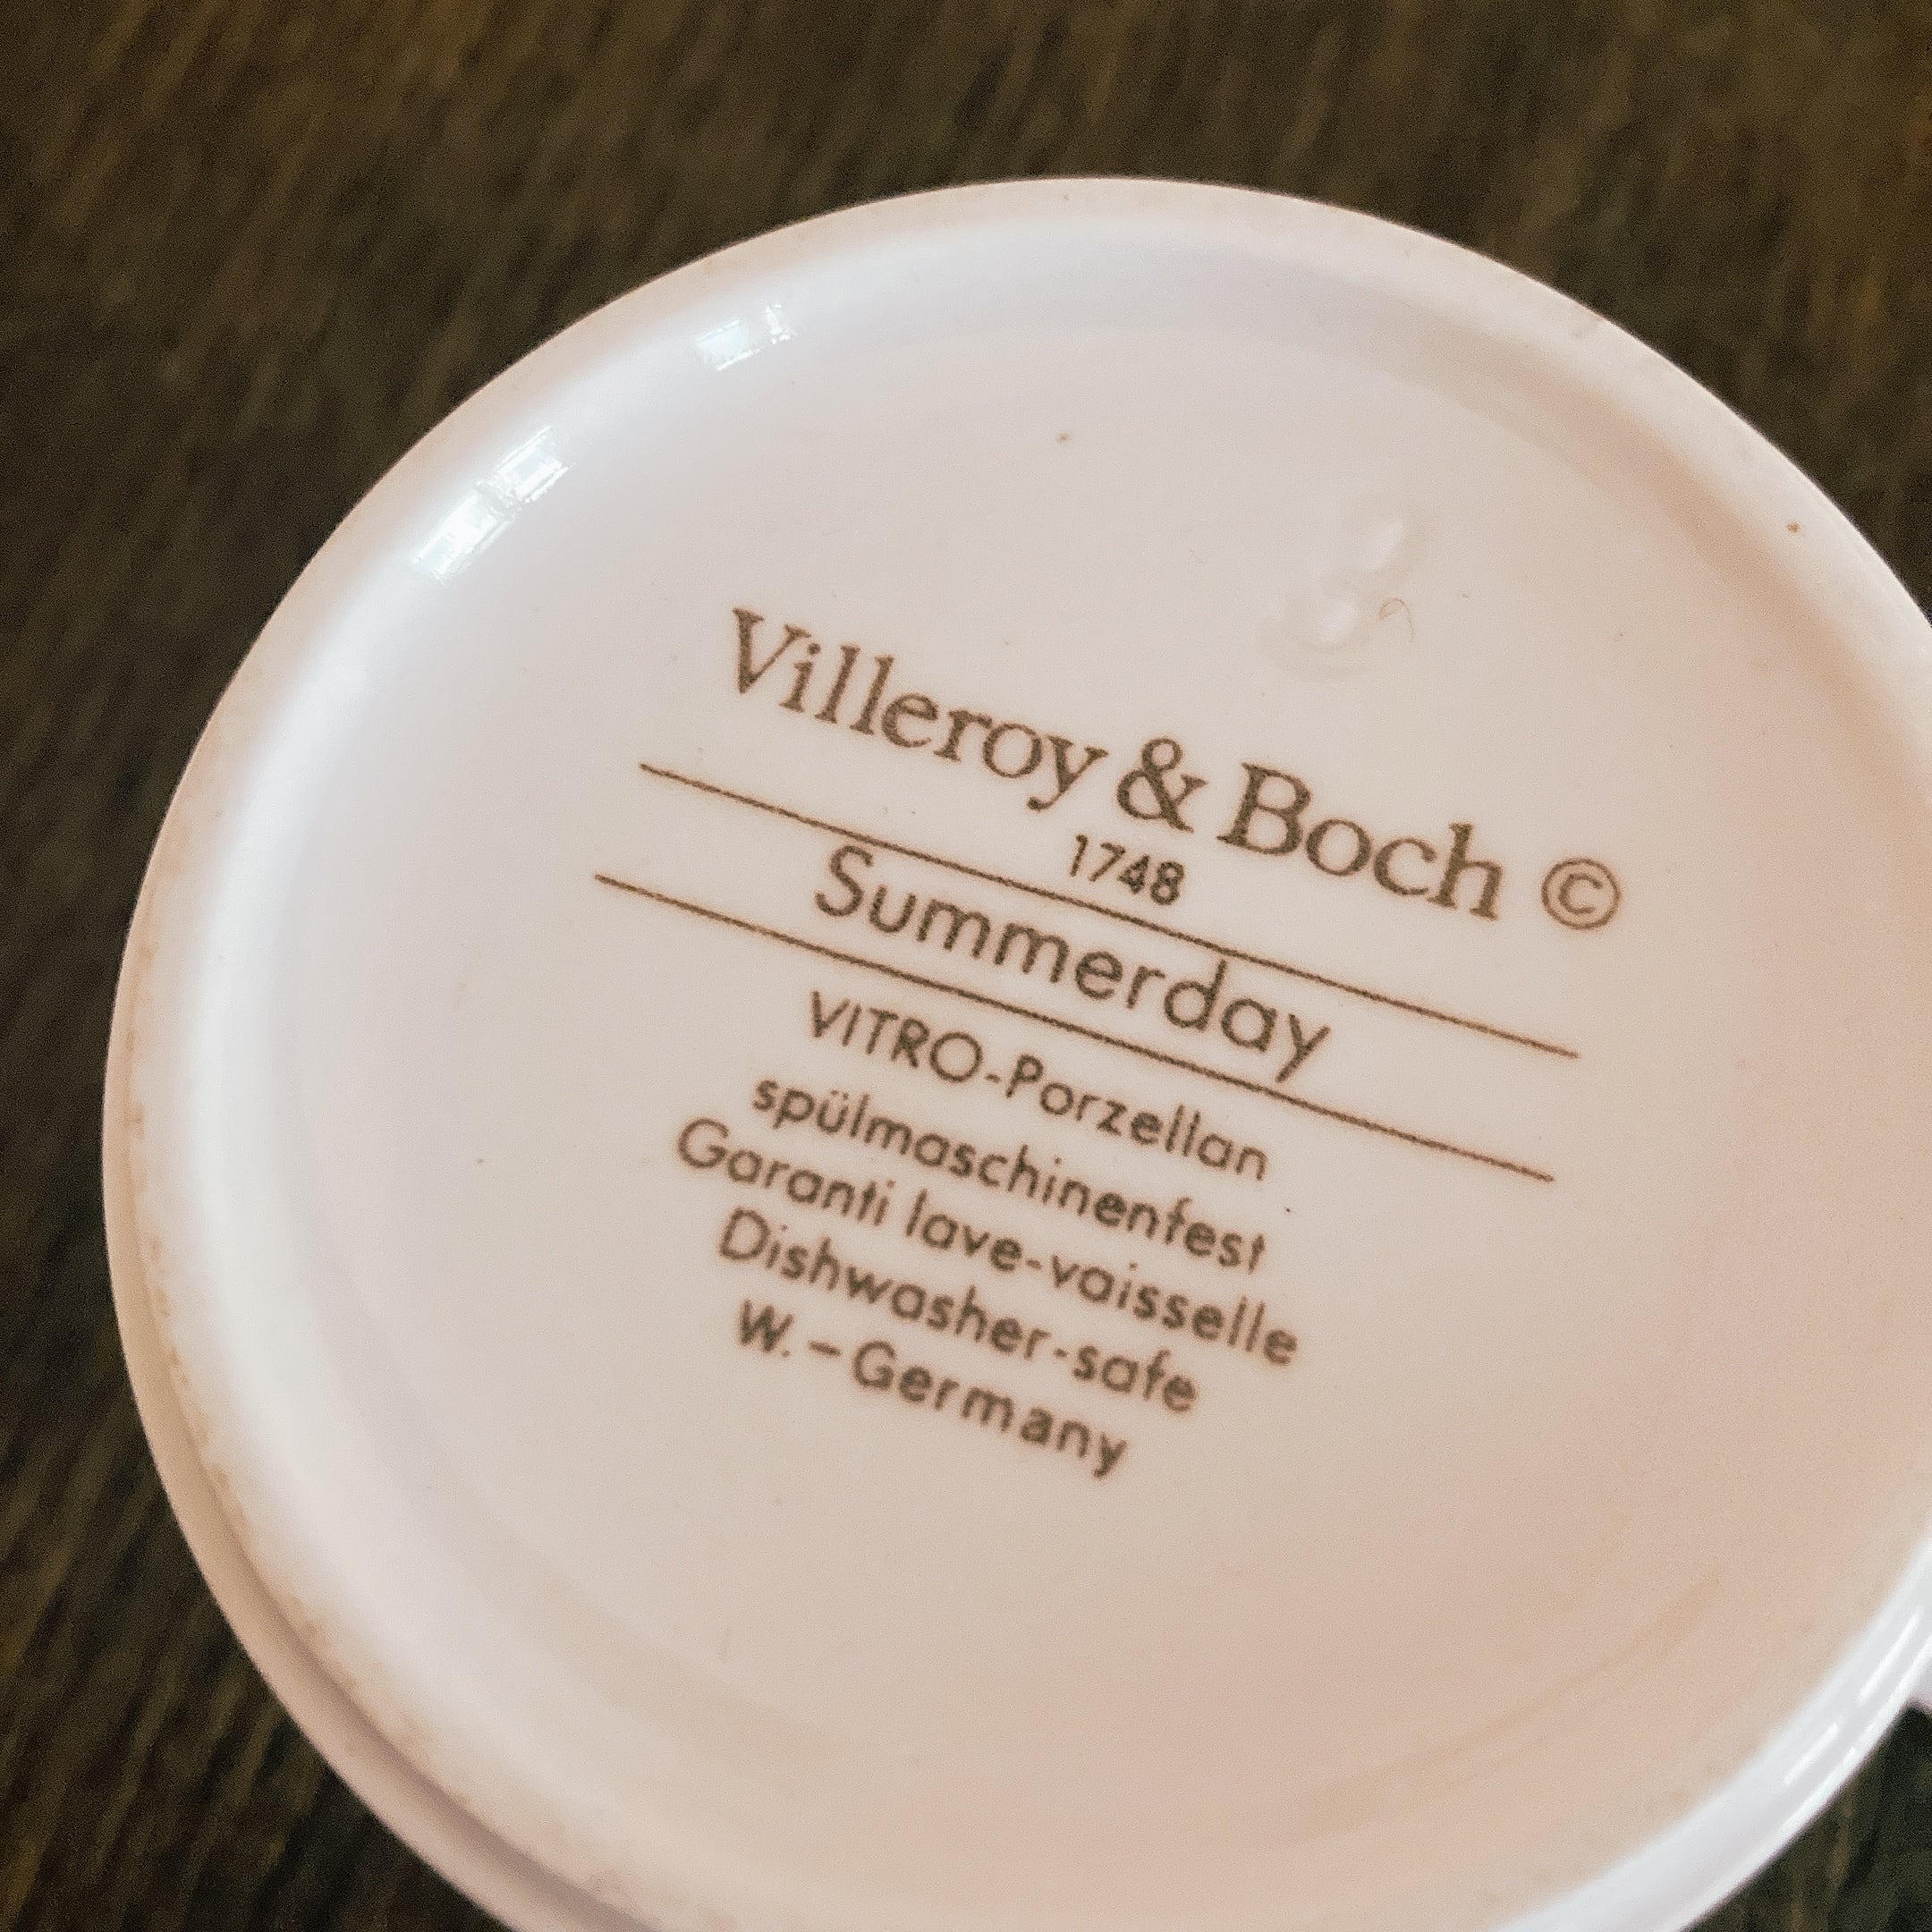 Villeroy & Boch ©
1748
Summerday
VITRO-Porzellan
spülmaschinenfest
Garanti lave-vaisselle
Dishwasher-safe
W.-Germany